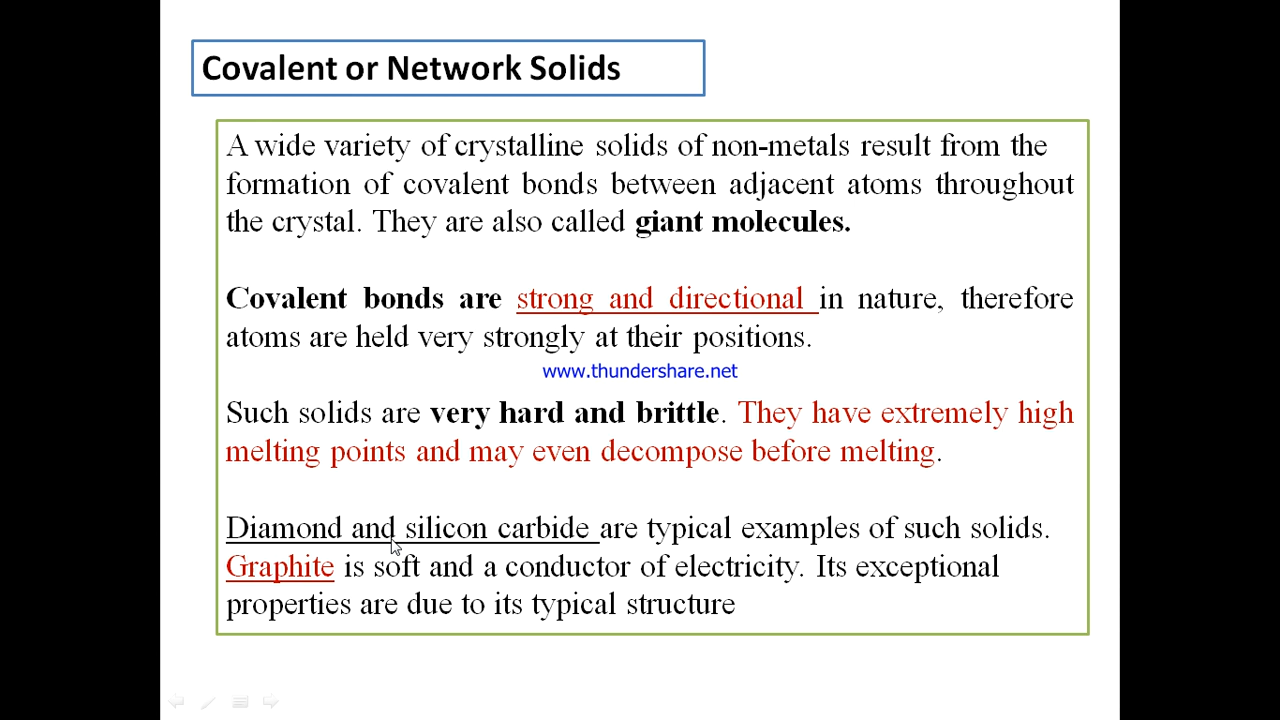 Covalent or Network Solids
A wide variety of crystalline solids of non-metals result from the
formation of covalent bonds between adjacent atoms throughout
the crystal. They are also called giant molecules.
Covalent bonds are strong and directional in nature, therefore
atoms are held very strongly at their positions.
www.thundershare.net
Such solids are very hard and brittle. They have extremely high
melting points and may even decompose before melting.
Diamond and silicon carbide are typical examples of such solids.
Graphite is soft and a conductor of electricity. Its exceptional
properties are due to its typical structure